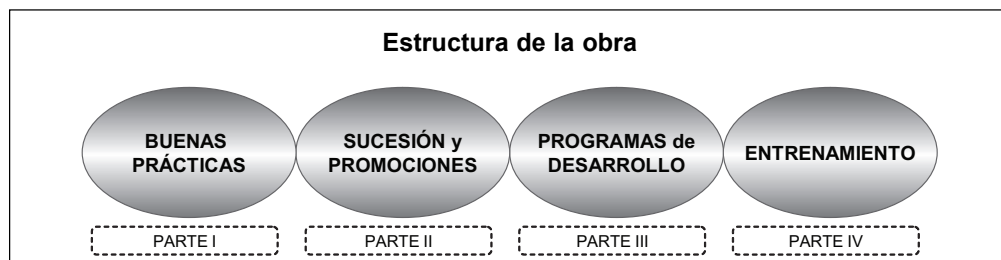 Estructura de la obra
BUENAS
PRÁCTICAS
SUCESIÓN y
PROMOCIONES
PROGRAMAS de
DESARROLLO
ENTRENAMIENTO
PARTE I
PARTE II
PARTE III
PARTE IV